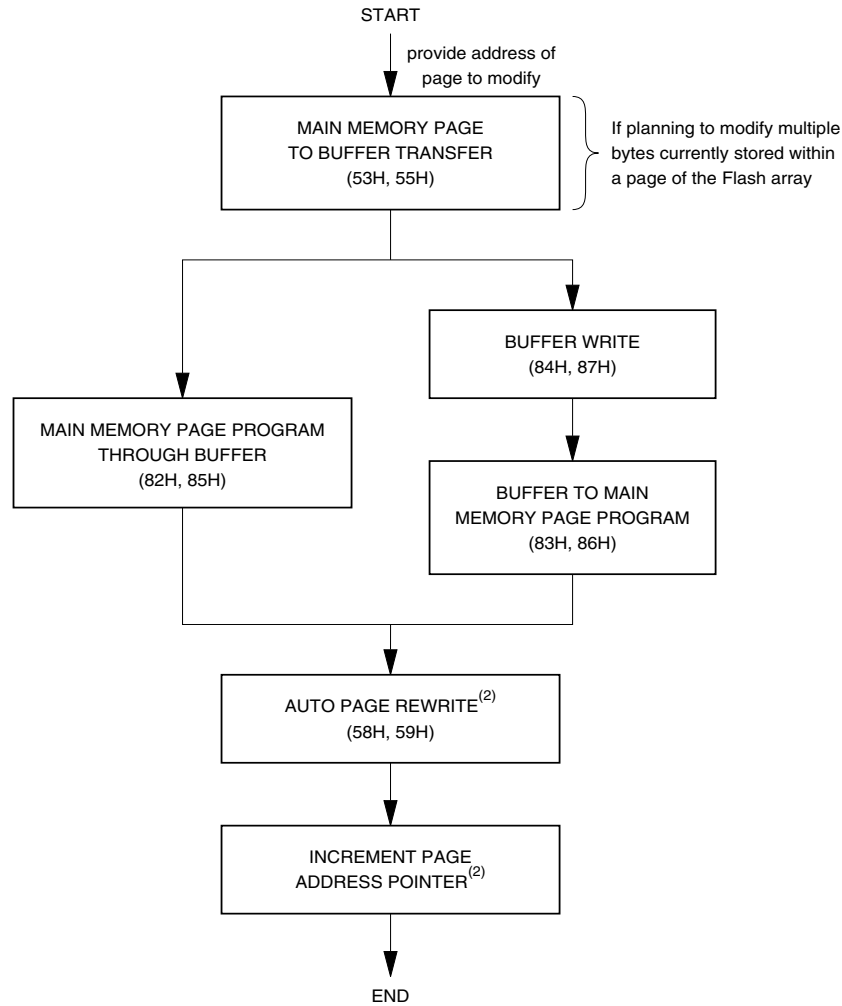 START
provide address of
page to modify
MAIN MEMORY PAGE
TO BUFFER TRANSFER
(53H, 55H)
If planning to modify multiple
bytes currently stored within
a page of the Flash array
BUFFER WRITE
(84H, 87H)
MAIN MEMORY PAGE PROGRAM
THROUGH BUFFER
(82H, 85H)
BUFFER TO MAIN
MEMORY PAGE PROGRAM
(83H, 86H)
AUTO PAGE REWRITE(2)
(58H, 59H)
INCREMENT PAGE
ADDRESS POINTER(2)
END